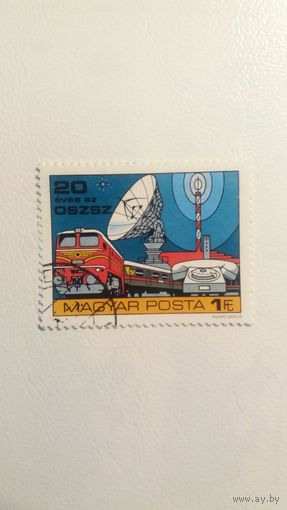 20
éves az
OSZSZ
MAGYAR POSTA 1Ft
www.ay.by